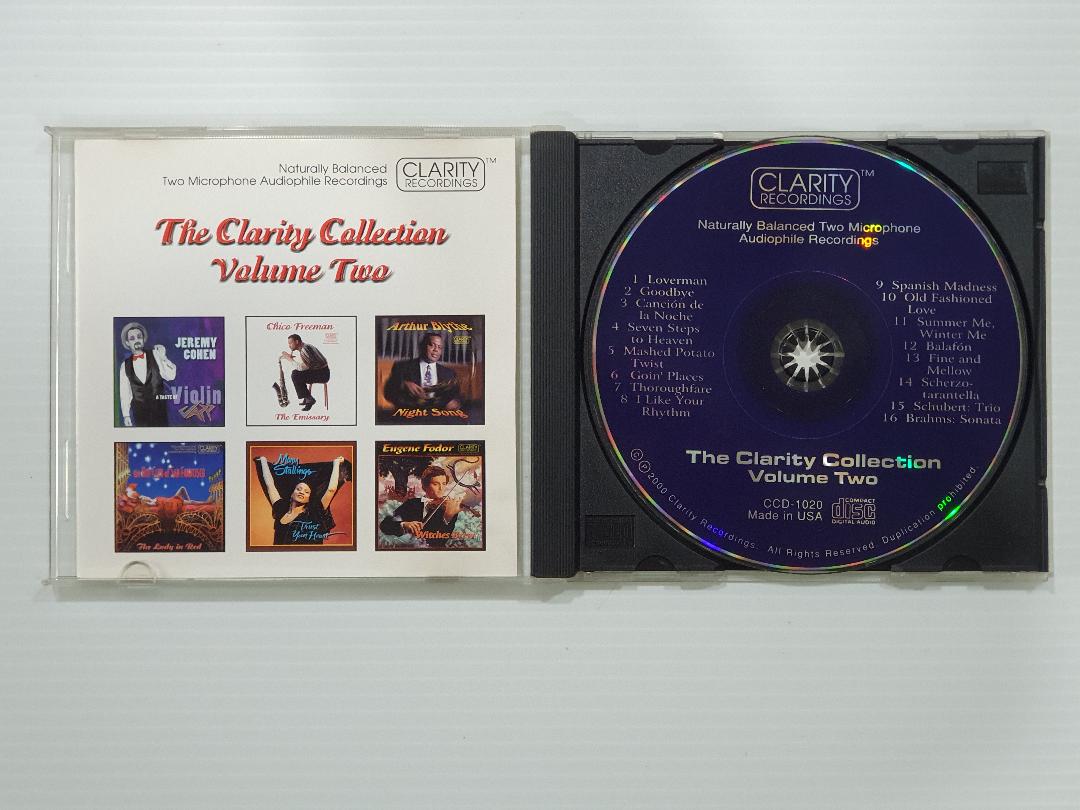 Naturally Balanced
Two Microphone Audiophile Recordings
CLARITY™
RECORDINGS
The Clarity Collection
Volume Two
JEREMY
COHEN
A TASTE OF
Violin
JAZZ
Chico Freeman
The Emissary
Arthur Blythe
Night Song
The Lady in Red
Mary
Stallings
Trust
Your Heart
Eugene Fodor
Witches
CLARITY™
RECORDINGS
Naturally Balanced Two Microphone
Audiophile Recordings
1 Loverman
2 Goodbye
3 Canción de
la Noche
4 Seven Steps
to Heaven
5 Mashed Potato
Twist
6 Goin' Places
7 Thoroughfare
8 I Like Your
Rhythm
9 Spanish Madness
10 Old Fashioned
Love
11 Summer Me,
Winter Me
12 Balafón
13 Fine and
Mellow
14 Scherzo-
tarantella
15 Schubert: Trio
16 Brahms: Sonata
The Clarity Collection
Volume Two
CCD-1020
Made in USA
COMPACT
disc
DIGITAL AUDIO
©℗2000 Clarity Recordings. All Rights Reserved. Duplication prohibited.